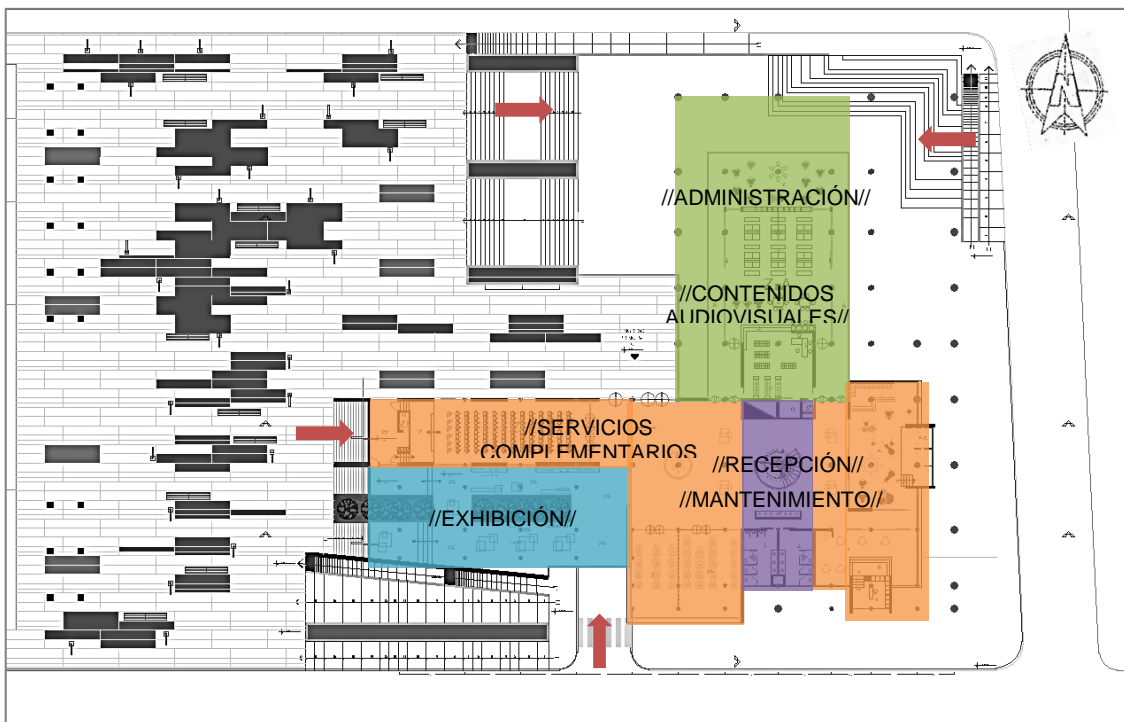 //ADMINISTRACIÓN//
//CONTENIDOS
AUDIOVISUALES//
//SERVICIOS
COMPLEMENTARIOS
//RECEPCIÓN//
//MANTENIMIENTO//
//EXHIBICIÓN//